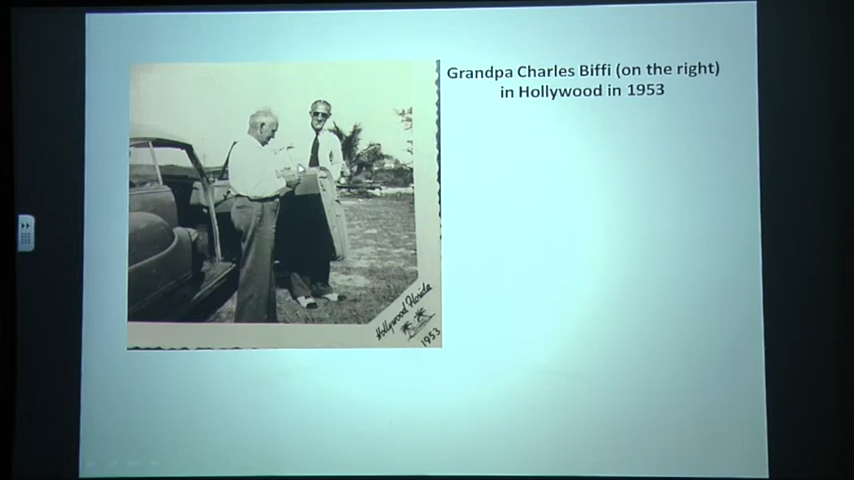 Grandpa Charles Biffi (on the right)
in Hollywood in 1953
Hollywood Florida
1953